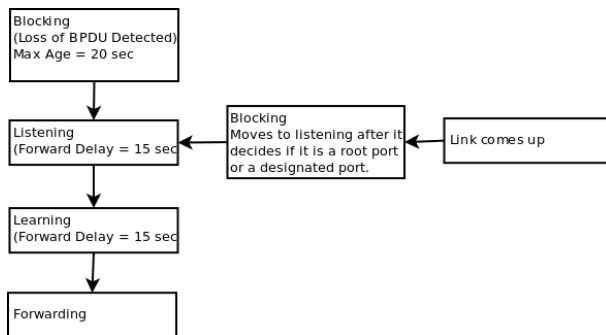 Blocking
(Loss of BPDU Detected)
Max Age = 20 sec
Listening
(Forward Delay = 15 sec
Blocking
Moves to listening after it
decides if it is a root port
or a designated port.
Link comes up
Learning
(Forward Delay = 15 sec
Forwarding